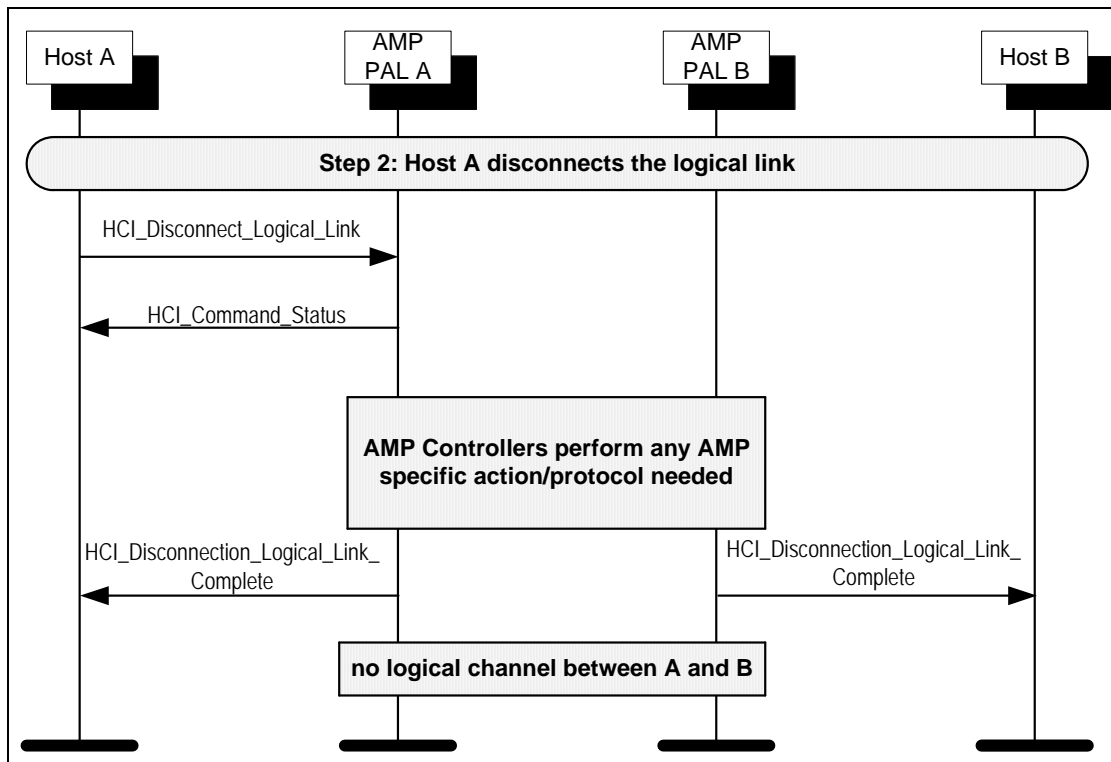 Host A
AMP
PAL A
AMP
PAL B
Host B
Step 2: Host A disconnects the logical link
HCI_Disconnect_Logical_Link
HCI_Command_Status
AMP Controllers perform any AMP
specific action/protocol needed
HCI_Disconnection_Logical_Link_
Complete
HCI_Disconnection_Logical_Link_
Complete
no logical channel between A and B